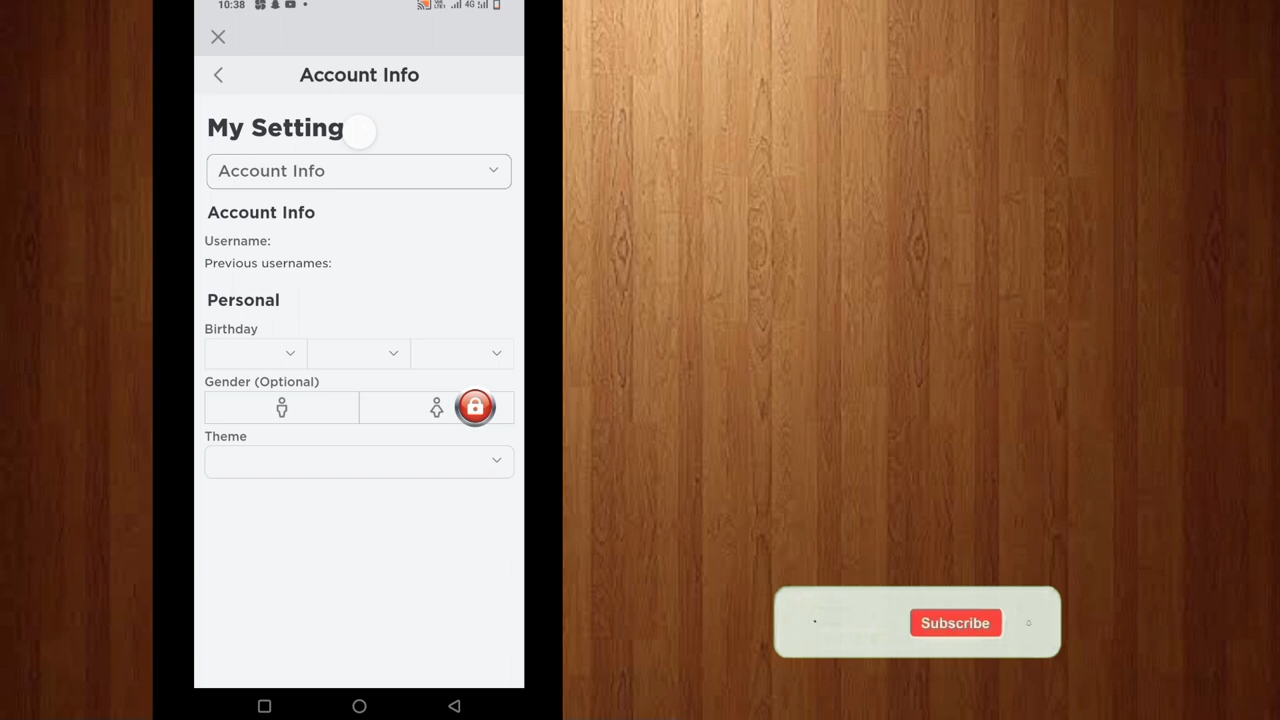 10:38
4G
Account Info
My Setting
Account Info
Account Info
Username:
Previous usernames:
Personal
Birthday
Gender (Optional)
Theme
Subscribe